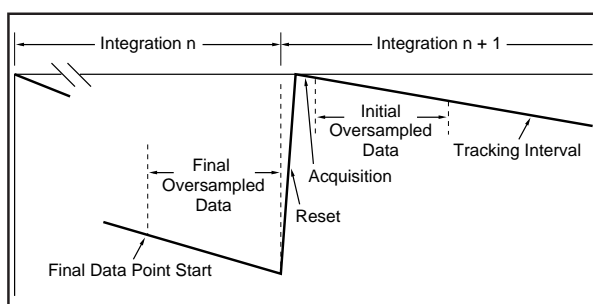 Integration n
Integration n + 1
Initial
Oversampled
Data
Tracking Interval
Final
Oversampled
Data
Acquisition
Reset
Final Data Point Start